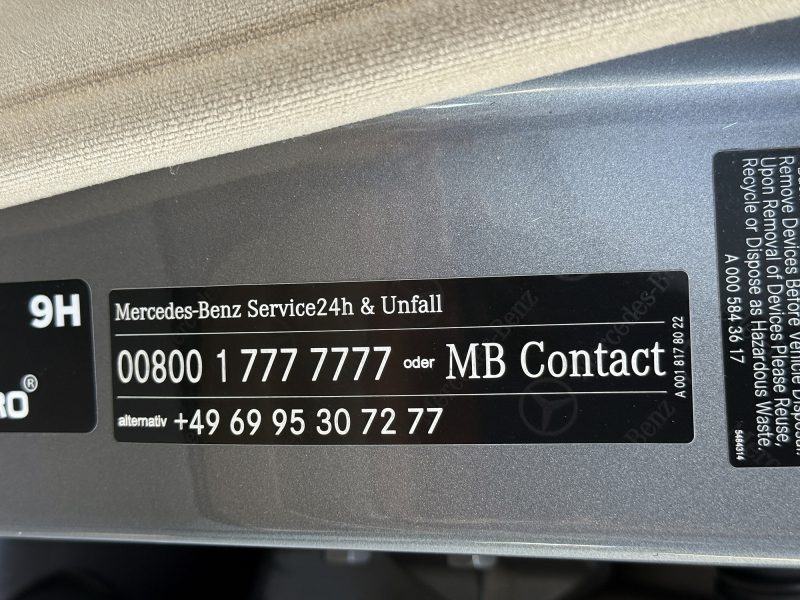 9H
RO®
Mercedes-Benz Service24h & Unfall
00800 1 777 7777 oder MB Contact
alternativ +49 69 95 30 72 77
A 001 817 80 22
Remove Devices Before Vehicle Disposal.
Upon Removal of Devices Please Reuse,
Recycle or Dispose as Hazardous Waste.
A 000 584 36 17
5484314